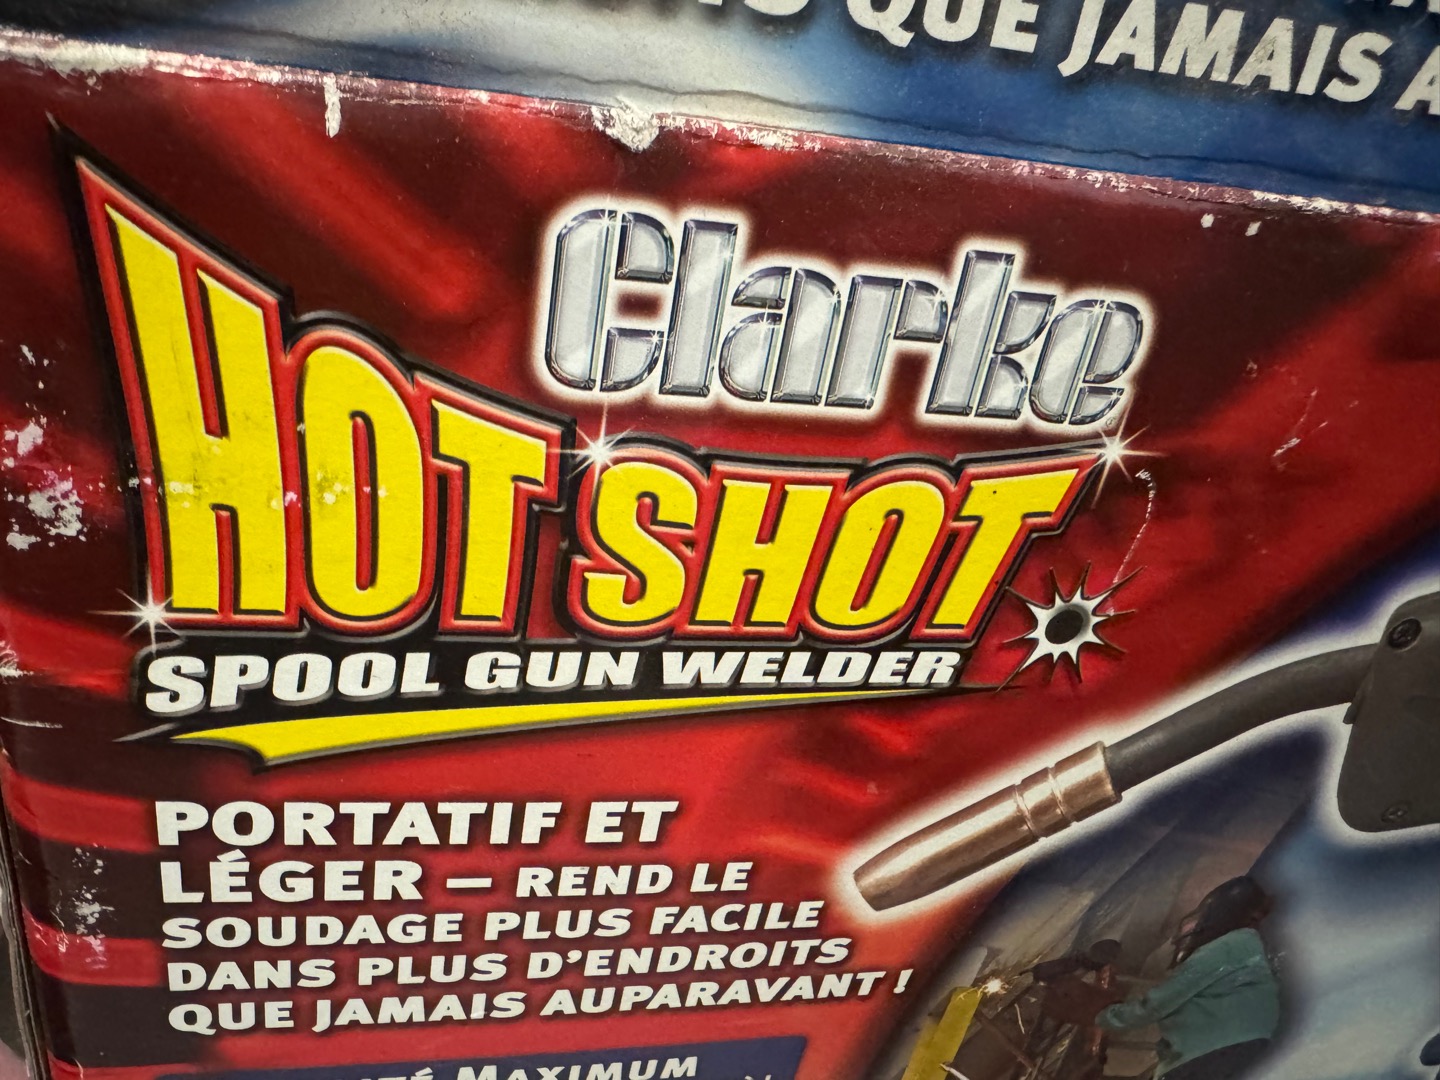 QUE JAMAIS
Clarke
HOT SHOT
SPOOL GUN WELDER
PORTATIF ET
LÉGER — REND LE
SOUDAGE PLUS FACILE
DANS PLUS D'ENDROITS
QUE JAMAIS AUPARAVANT !
MAXIMUM